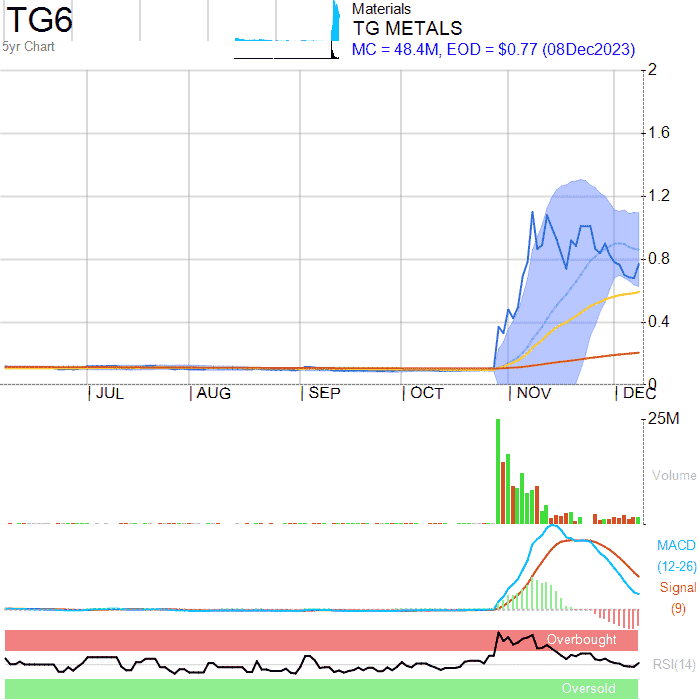 TG6
5yr Chart
Materials
TG METALS
MC = 48.4M, EOD = $0.77 (08Dec2023)
2
1.6
1.2
0.8
0.4
0
JUL
AUG
SEP
OCT
NOV
DEC
25M
Volume
MACD
(12-26)
Signal
(9)
Overbought
RSI(14)
Oversold